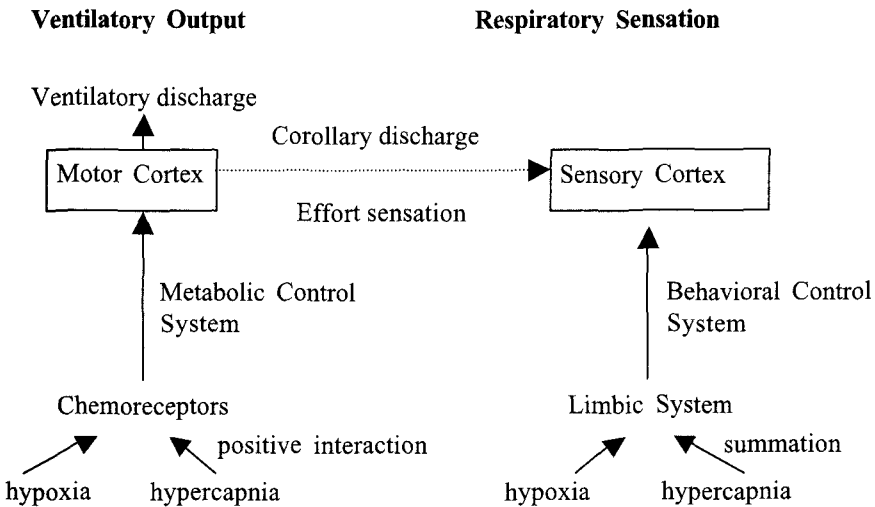 Ventilatory Output
Respiratory Sensation
Ventilatory discharge
Corollary discharge
Motor Cortex
Sensory Cortex
Effort sensation
Metabolic Control
System
Behavioral Control
System
Chemoreceptors
Limbic System
positive interaction
summation
hypoxia
hypercapnia
hypoxia
hypercapnia